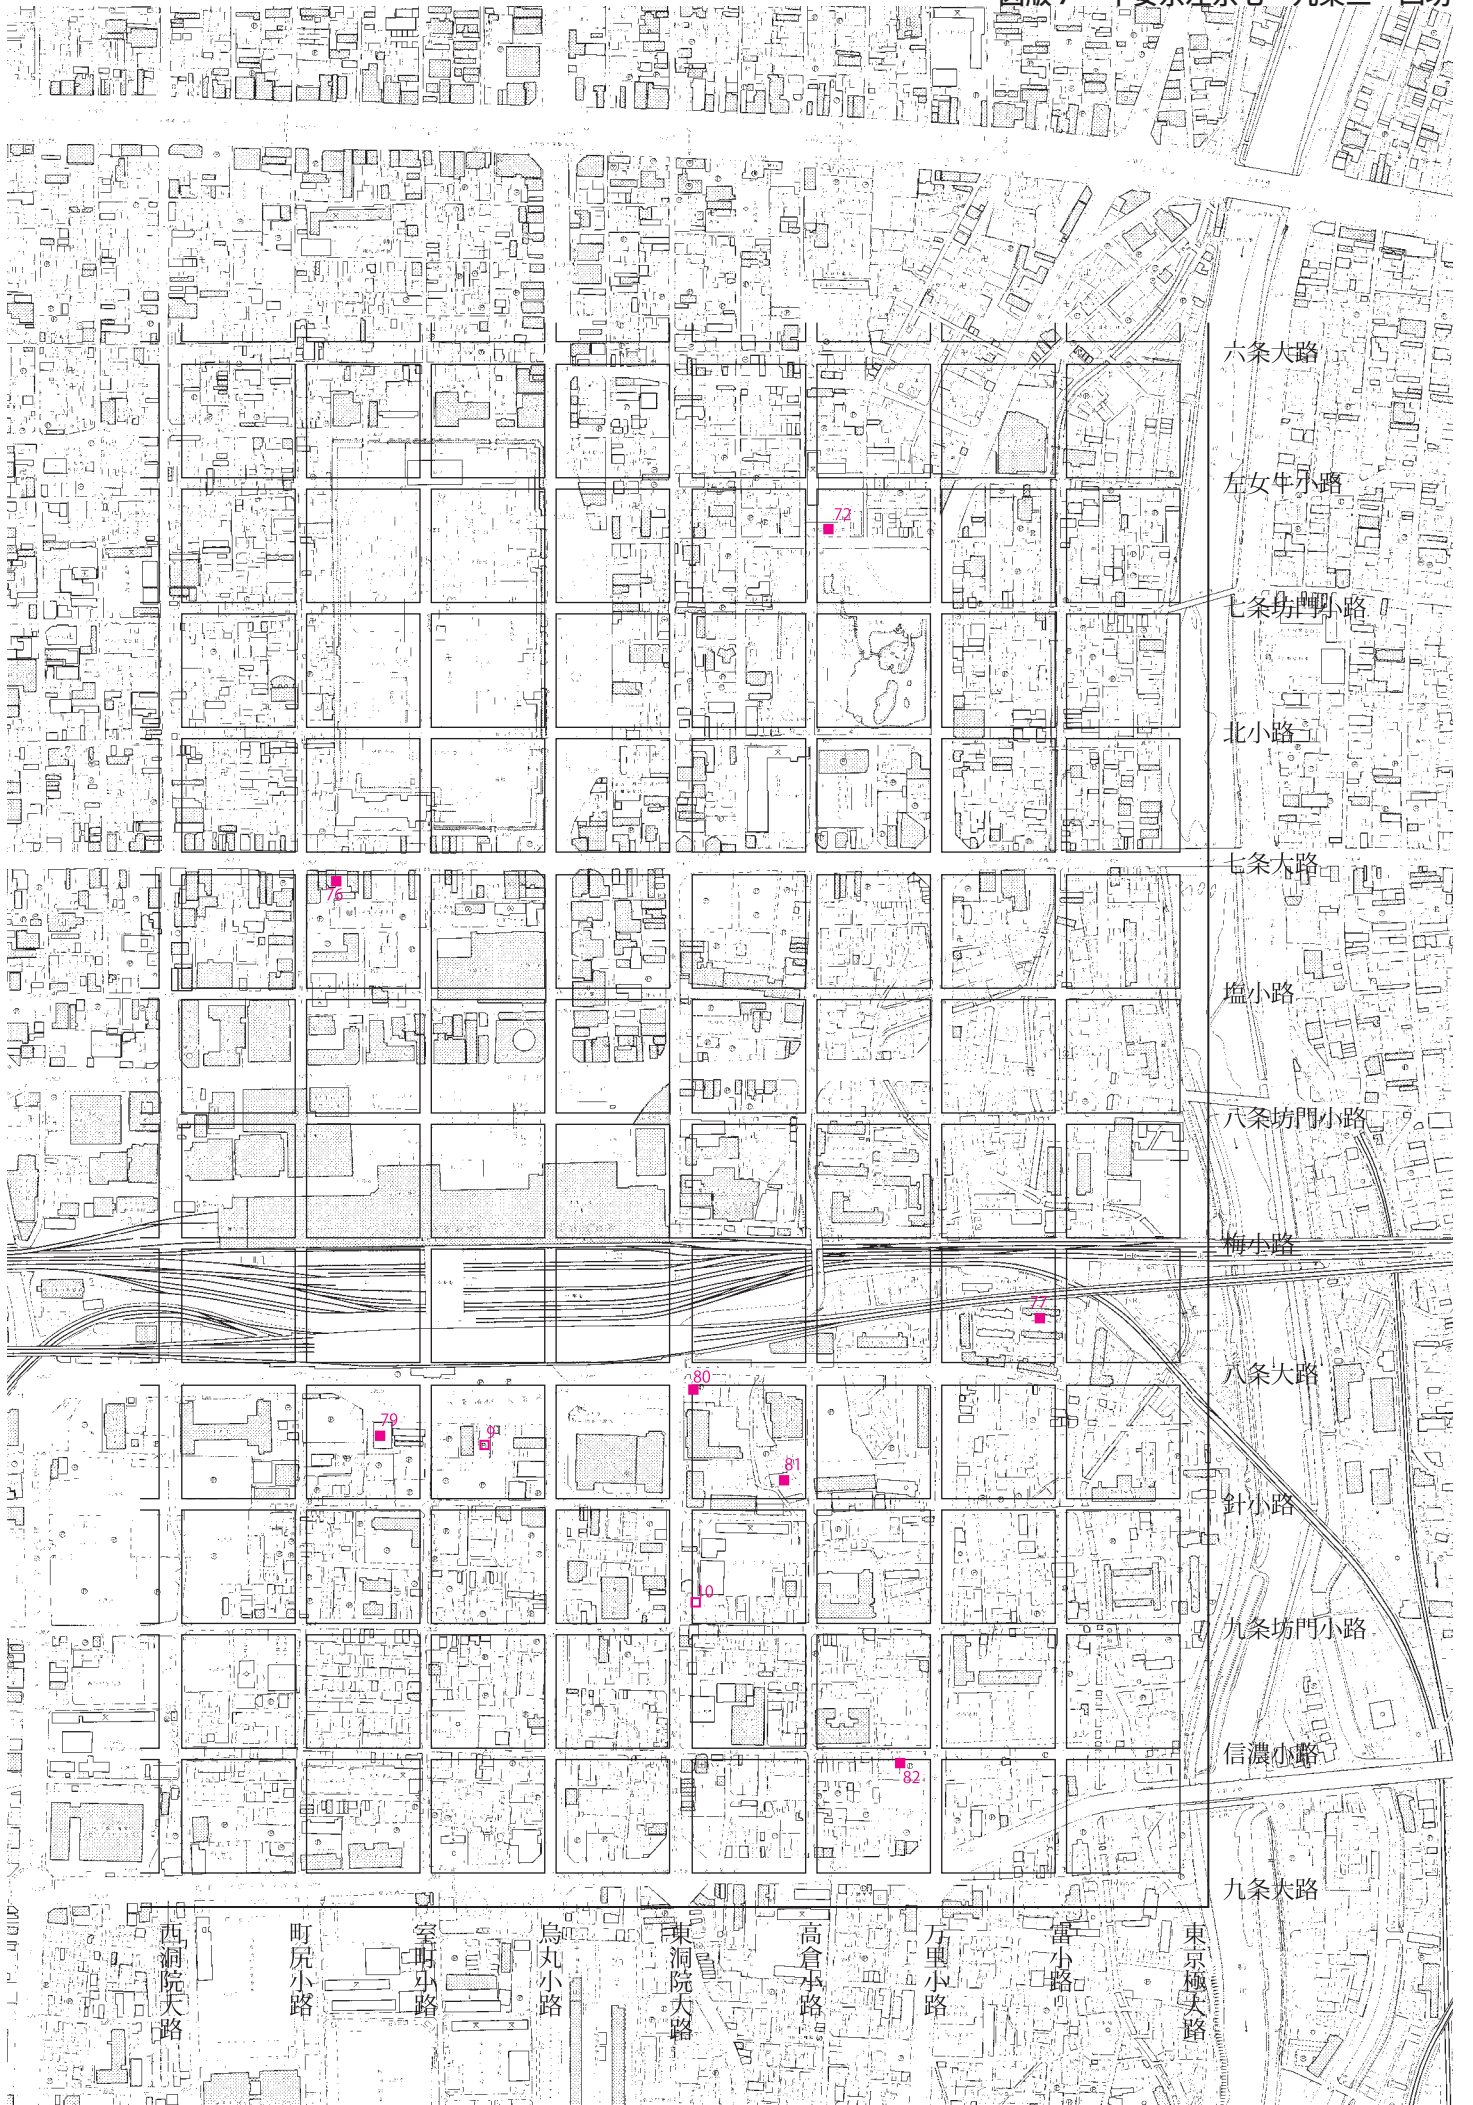 六条大路
左女牛小路
72
七条坊門小路
北小路
七条大路
76
塩小路
八条坊門小路
梅小路
77
八条大路
80
79
9
81
針小路
10
九条坊門小路
信濃小路
82
九条大路
西洞院大路
町尻小路
室町小路
烏丸小路
東洞院大路
高倉小路
万里小路
富小路
東京極大路